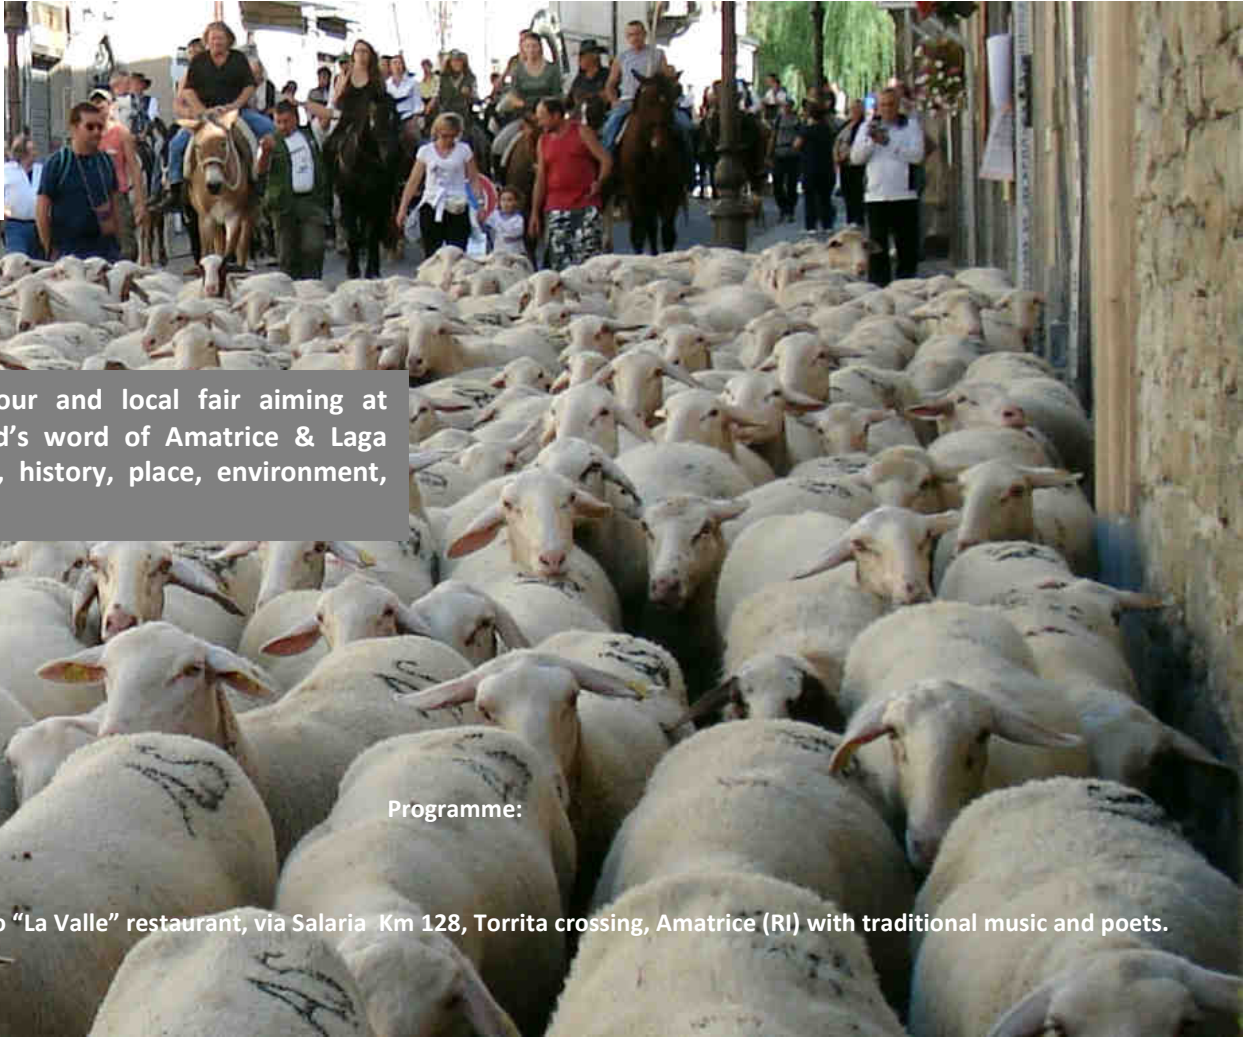 our and local fair aiming at
d’s word of Amatrice & Laga
, history, place, environment,
Programme:
o “La Valle” restaurant, via Salaria Km 128, Torrita crossing, Amatrice (RI) with traditional music and poets.